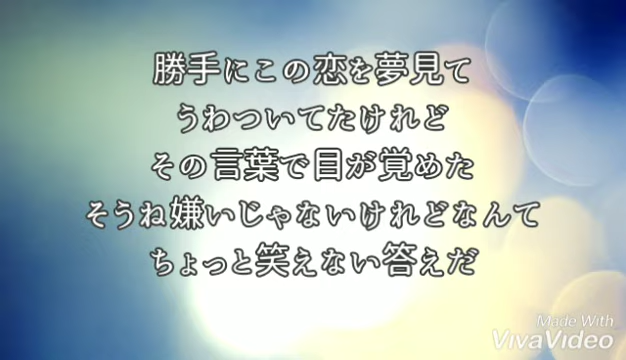 勝手にこの恋を夢見て
うわついてたけれど
その言葉で目が覚めた
そうね嫌いじゃないけれどなんて
ちょっと笑えない答えだ
Made With
VivaVideo